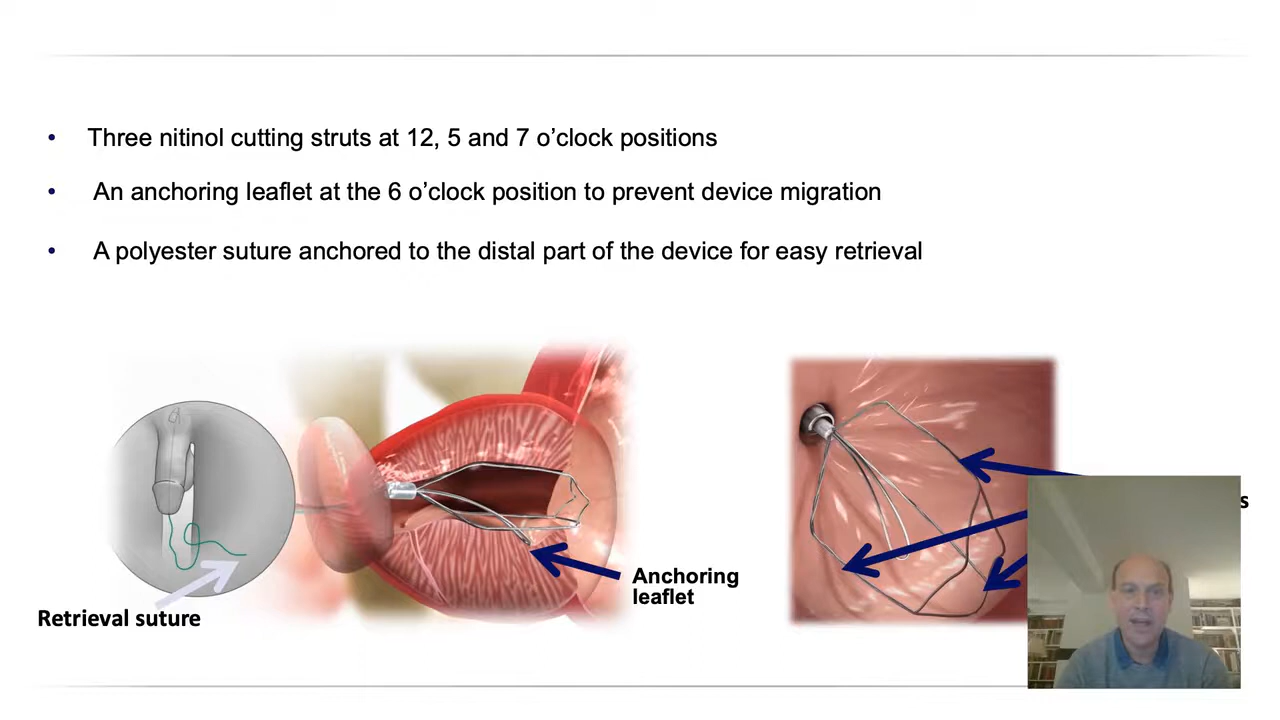 • Three nitinol cutting struts at 12, 5 and 7 o’clock positions
• An anchoring leaflet at the 6 o’clock position to prevent device migration
• A polyester suture anchored to the distal part of the device for easy retrieval
Anchoring
leaflet
Retrieval suture